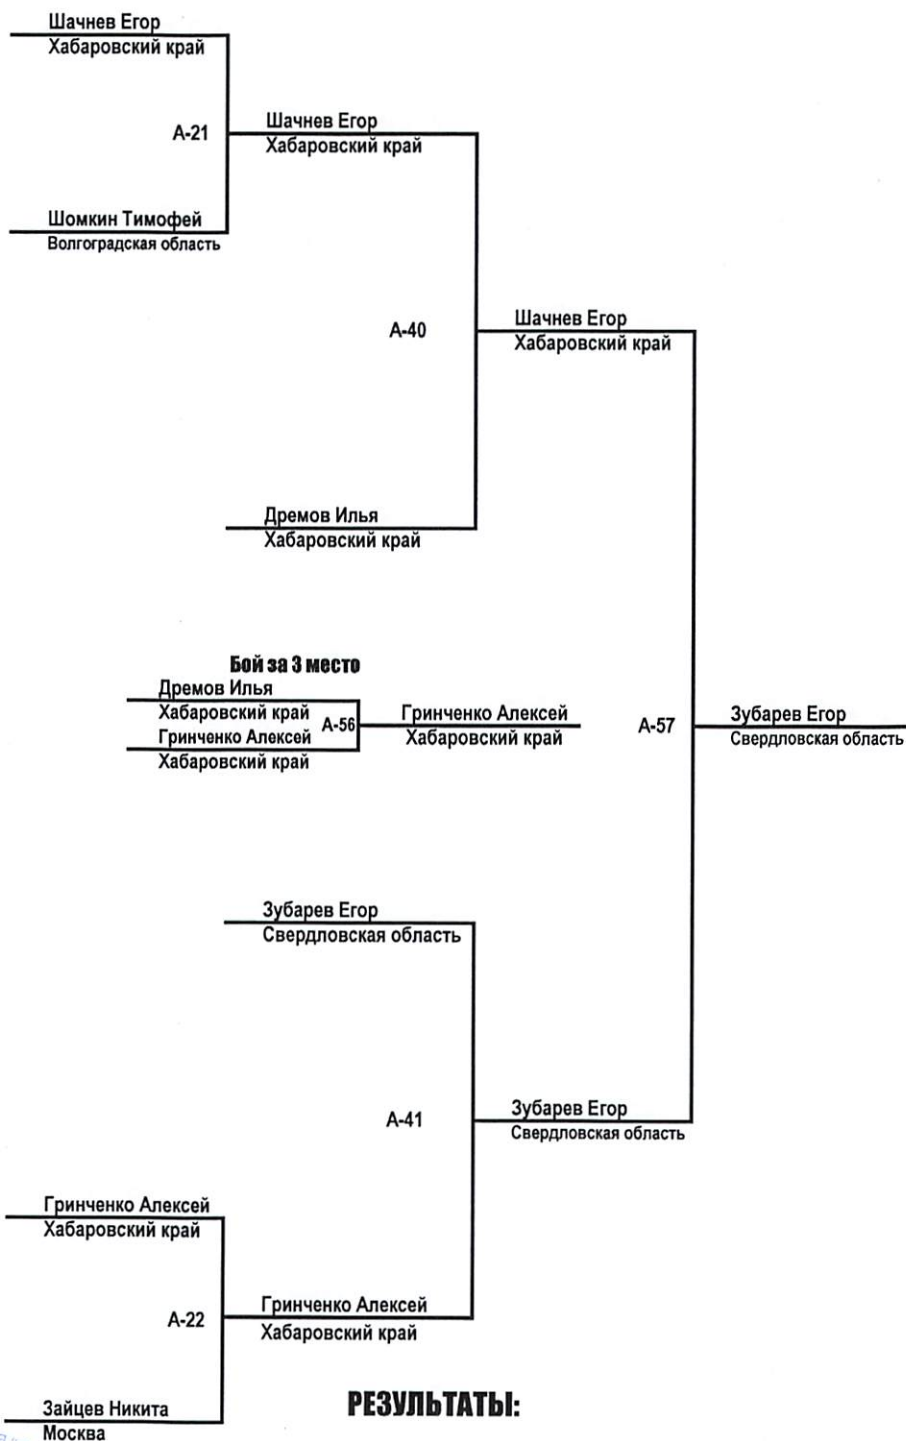 Шачнев Егор
Хабаровский край
А-21
Шачнев Егор
Хабаровский край
Шомкин Тимофей
Волгоградская область
А-40
Шачнев Егор
Хабаровский край
Дремов Илья
Хабаровский край
Бой за 3 место
Дремов Илья
Хабаровский край
А-56
Гринченко Алексей
Хабаровский край
Гринченко Алексей
Хабаровский край
А-57
Зубарев Егор
Свердловская область
Зубарев Егор
Свердловская область
А-41
Зубарев Егор
Свердловская область
Гринченко Алексей
Хабаровский край
А-22
Гринченко Алексей
Хабаровский край
Зайцев Никита
Москва
РЕЗУЛЬТАТЫ: